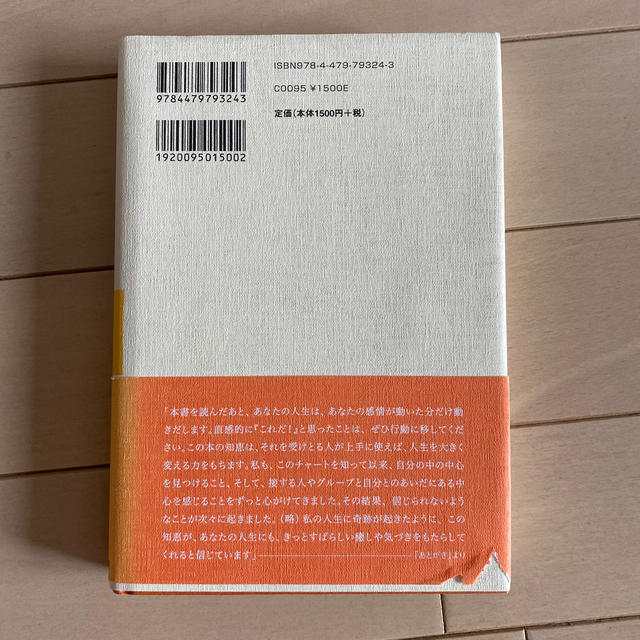 ISBN978-4-479-79324-3
9784479793243
C0095 ¥1500E
定価(本体1500円+税)
1920095015002
「本書を読んだあと、あなたの人生は、あなたの感情が動いた分だけ動
きだします。直感的に『これだ!』と思ったことは、ぜひ行動に移してくだ
さい。この本の知恵は、それを受けとる人が上手に使えば、人生を大きく
変える力をもちます。私も、このチャートを知って以来、自分の中の中心
を見つけること、そして、接する人やグループと自分とのあいだにある中
心を感じることをずっと心がけてきました。その結果、信じられないような
ことが次々に起きました。(略)私の人生に奇跡が起きたように、この
知恵が、あなたの人生にも、きっとすばらしい癒しや気づきをもたらして
くれると信じています」――「あとがき」より